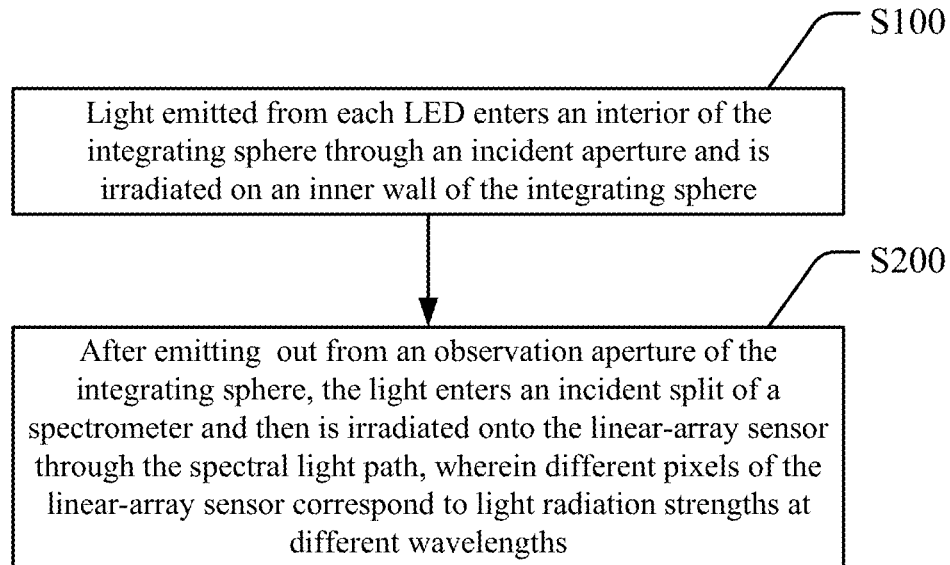 S100
Light emitted from each LED enters an interior of the
integrating sphere through an incident aperture and is
irradiated on an inner wall of the integrating sphere
S200
After emitting out from an observation aperture of the
integrating sphere, the light enters an incident split of a
spectrometer and then is irradiated onto the linear-array sensor
through the spectral light path, wherein different pixels of the
linear-array sensor correspond to light radiation strengths at
different wavelengths